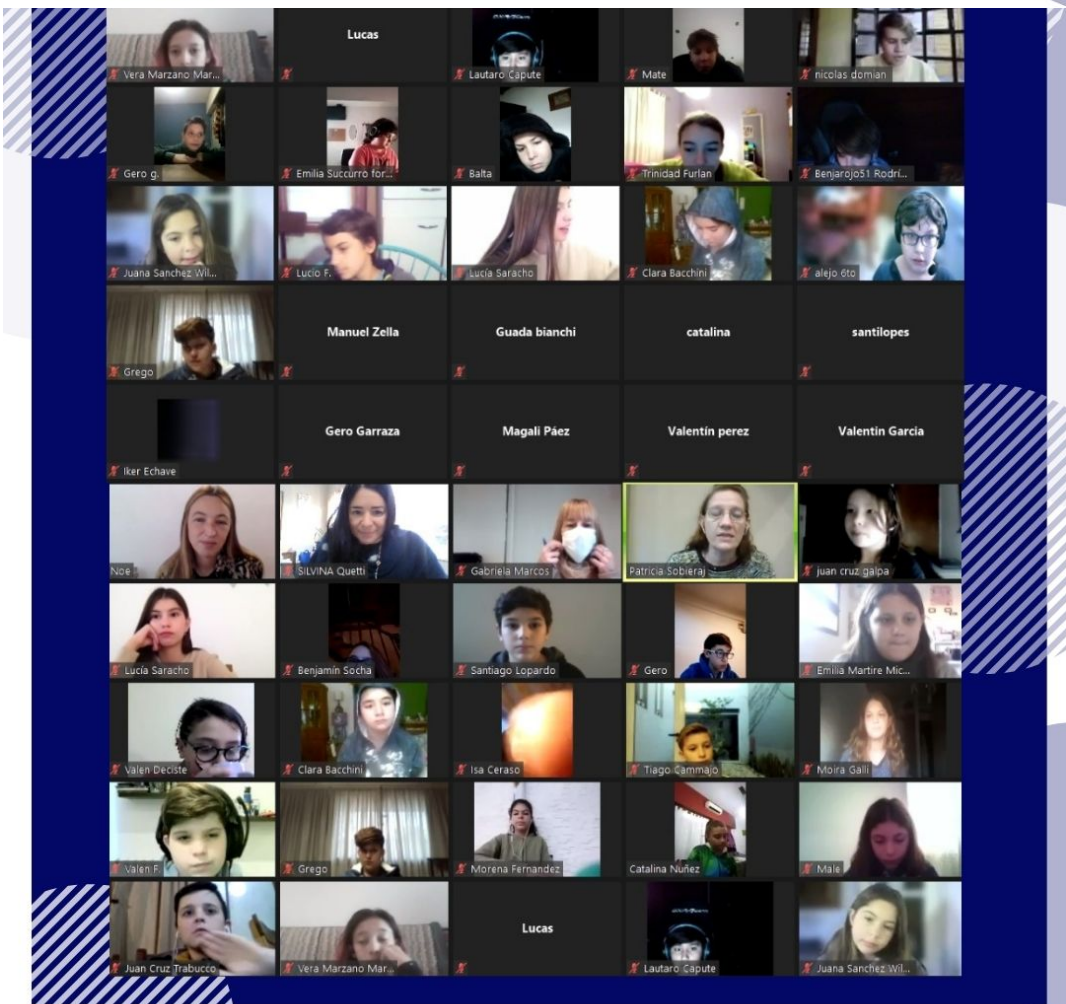 Vera Marzano Mar...
Lucas
Lautaro Capute
Mate
nicolas domian
Gero g.
Emilia Succurro for...
Balta
Trinidad Furlan
Benjarojo51 Rodrí...
Juana Sanchez Wil...
Lucio F.
Lucía Saracho
Clara Bacchini
alejo 6to
Grego
Manuel Zella
Guada bianchi
catalina
santilopes
Iker Echave
Gero Garraza
Magali Páez
Valentín perez
Valentin Garcia
Noe
SILVINA Quetti
Gabriela Marcos
Patricia Sobieraj
juan cruz galpa
Lucía Saracho
Benjamín Socha
Santiago Lopardo
Gero
Emilia Martire Mic...
Valen Deciste
Clara Bacchini
Isa Ceraso
Tiago Cammajo
Moira Galli
Valen F.
Grego
Morena Fernandez
Catalina Nuñez
Male
Juan Cruz Trabucco
Vera Marzano Mar...
Lucas
Lautaro Capute
Juana Sanchez Wil...